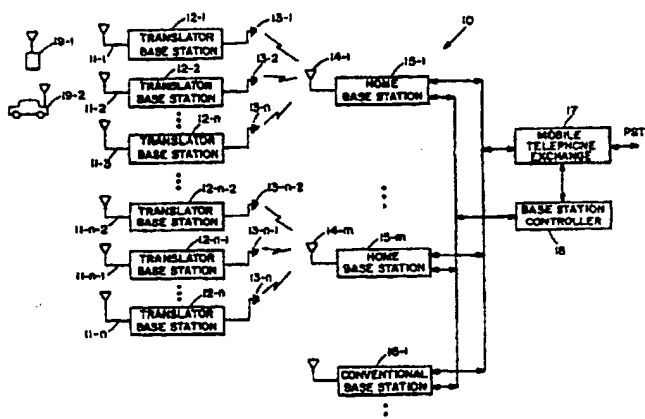 12-1
13-1
10
TRANSLATOR
BASE STATION
19-1
11-1
12-2
13-2
14-1
15-1
TRANSLATOR
BASE STATION
HOME
BASE STATION
19-2
11-2
12-n
13-n
17
TRANSLATOR
BASE STATION
MOBILE
TELEPHONE
EXCHANGE
PST
11-3
12-n-2
13-n-2
TRANSLATOR
BASE STATION
BASE STATION
CONTROLLER
18
11-n-2
12-n-1
13-n-1
14-m
15-m
TRANSLATOR
BASE STATION
HOME
BASE STATION
11-n-1
12-n
13-n
TRANSLATOR
BASE STATION
11-n
16-1
CONVENTIONAL
BASE STATION